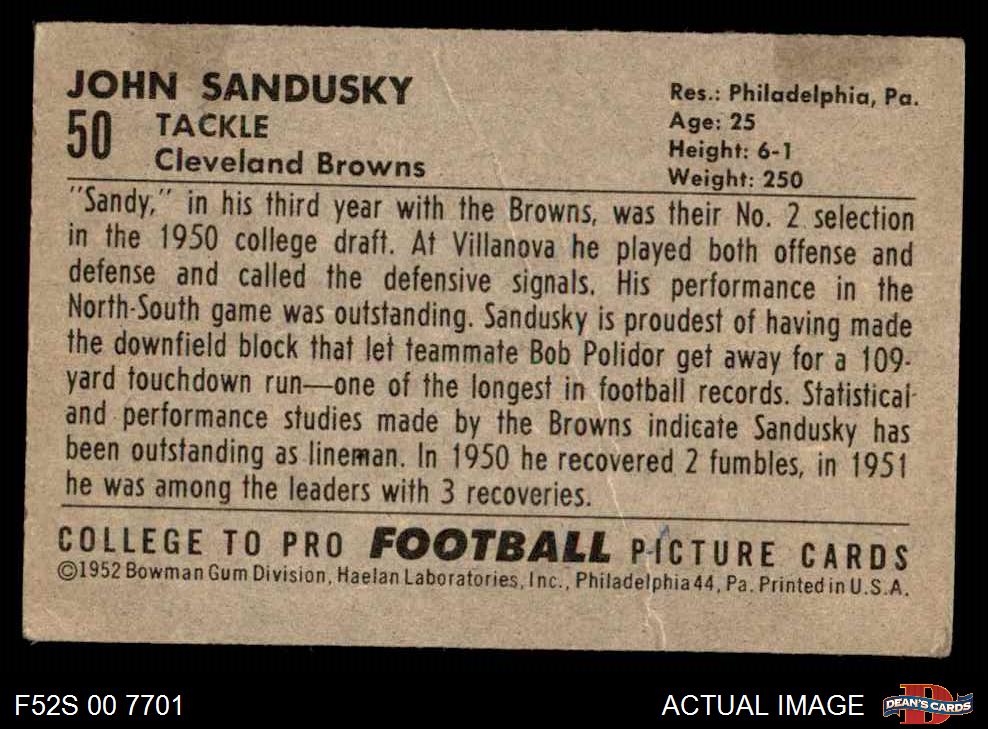 JOHN SANDUSKY
50 TACKLE
Cleveland Browns
Res.: Philadelphia, Pa.
Age: 25
Height: 6-1
Weight: 250
"Sandy," in his third year with the Browns, was their No. 2 selection
in the 1950 college draft. At Villanova he played both offense and
defense and called the defensive signals. His performance in the
North-South game was outstanding. Sandusky is proudest of having made
the downfield block that let teammate Bob Polidor get away for a 109-
yard touchdown run—one of the longest in football records. Statistical
and performance studies made by the Browns indicate Sandusky has
been outstanding as lineman. In 1950 he recovered 2 fumbles, in 1951
he was among the leaders with 3 recoveries.
COLLEGE TO PRO FOOTBALL PICTURE CARDS
©1952 Bowman Gum Division, Haelan Laboratories, Inc., Philadelphia 44, Pa. Printed in U.S.A.
F52S 00 7701
ACTUAL IMAGE
D
DEAN'S CARDS